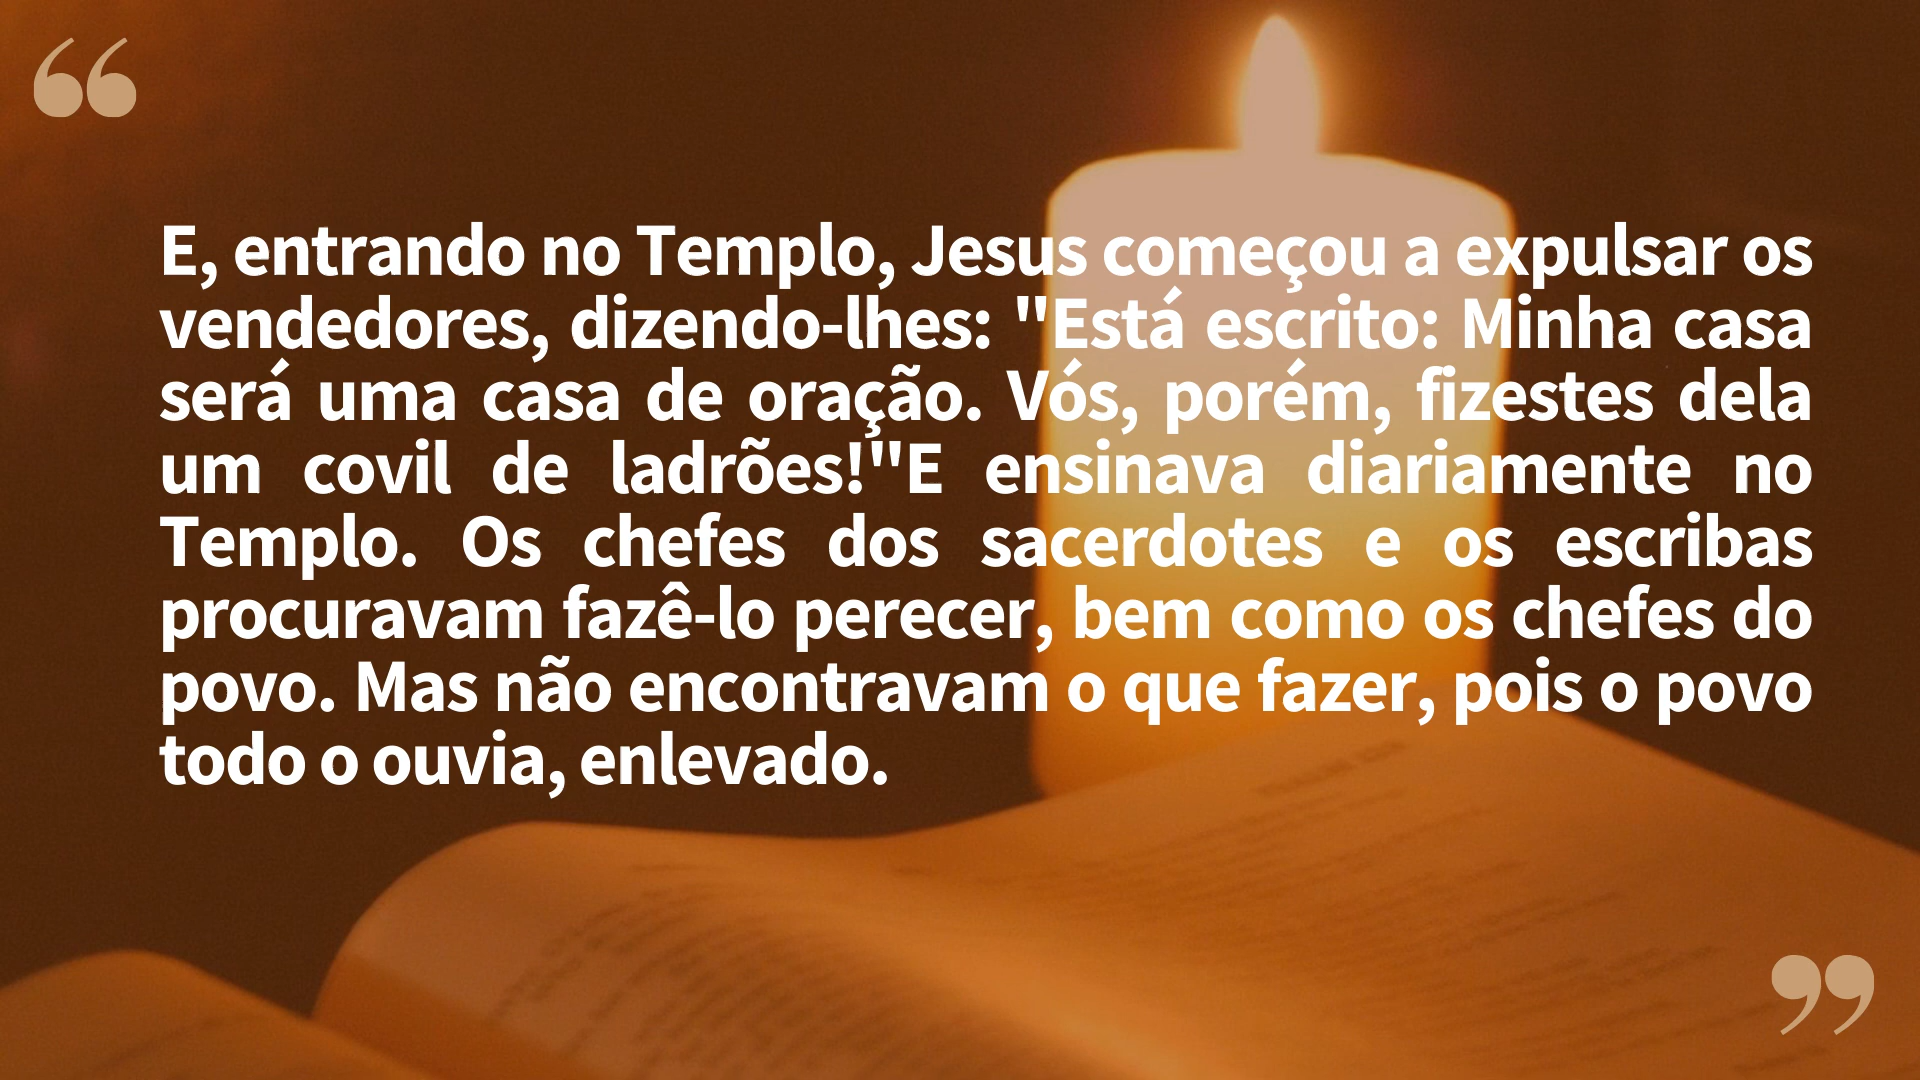 “
E, entrando no Templo, Jesus começou a expulsar os
vendedores, dizendo-lhes: "Está escrito: Minha casa
será uma casa de oração. Vós, porém, fizestes dela
um covil de ladrões!"E ensinava diariamente no
Templo. Os chefes dos sacerdotes e os escribas
procuravam fazê-lo perecer, bem como os chefes do
povo. Mas não encontravam o que fazer, pois o povo
todo o ouvia, enlevado.
”